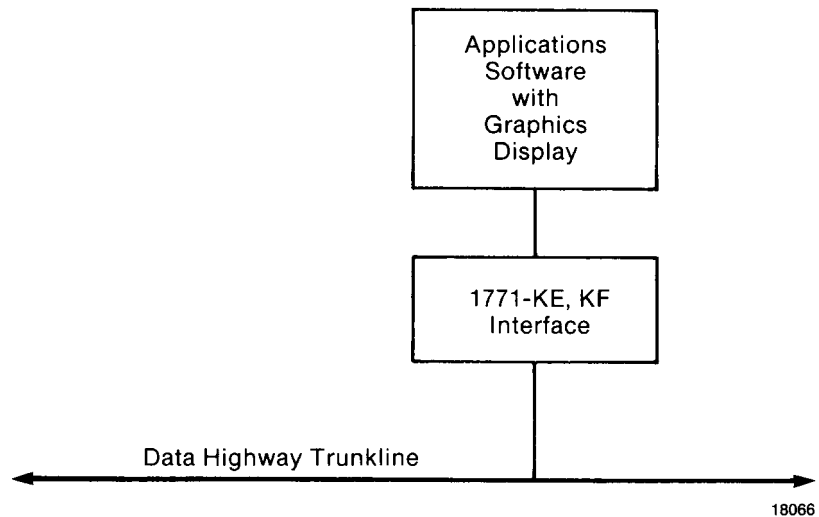 Applications
Software
with
Graphics
Display
1771-KE, KF
Interface
Data Highway Trunkline
18066